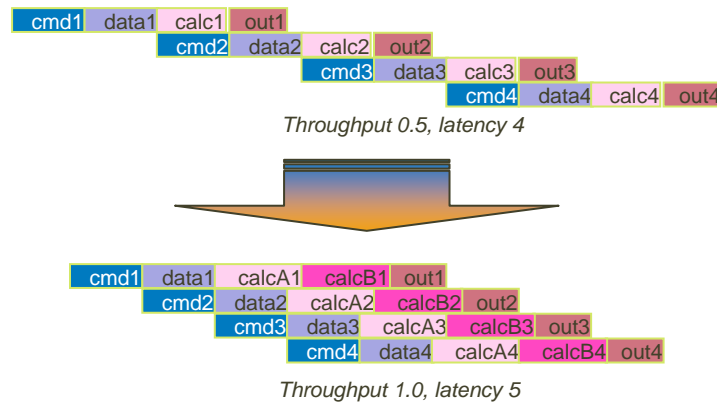 cmd1 data1 calc1 out1
cmd2 data2 calc2 out2
cmd3 data3 calc3 out3
cmd4 data4 calc4 out4
Throughput 0.5, latency 4
cmd1 data1 calcA1 calcB1 out1
cmd2 data2 calcA2 calcB2 out2
cmd3 data3 calcA3 calcB3 out3
cmd4 data4 calcA4 calcB4 out4
Throughput 1.0, latency 5